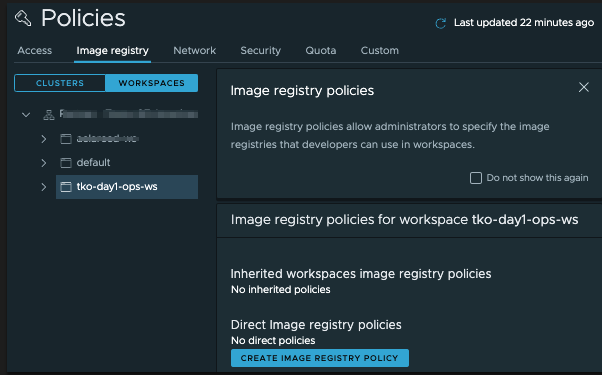 Policies
Last updated 22 minutes ago
Access Image registry Network Security Quota Custom
CLUSTERS WORKSPACES
default
tko-day1-ops-ws
Image registry policies
Image registry policies allow administrators to specify the image
registries that developers can use in workspaces.
Do not show this again
Image registry policies for workspace tko-day1-ops-ws
Inherited workspaces image registry policies
No inherited policies
Direct Image registry policies
No direct policies
CREATE IMAGE REGISTRY POLICY